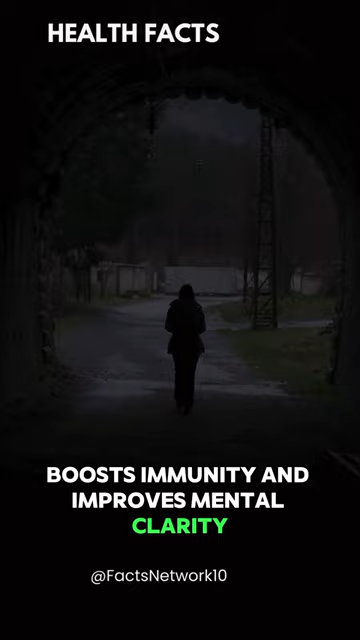 HEALTH FACTS
BOOSTS IMMUNITY AND
IMPROVES MENTAL
CLARITY
@FactsNetwork10